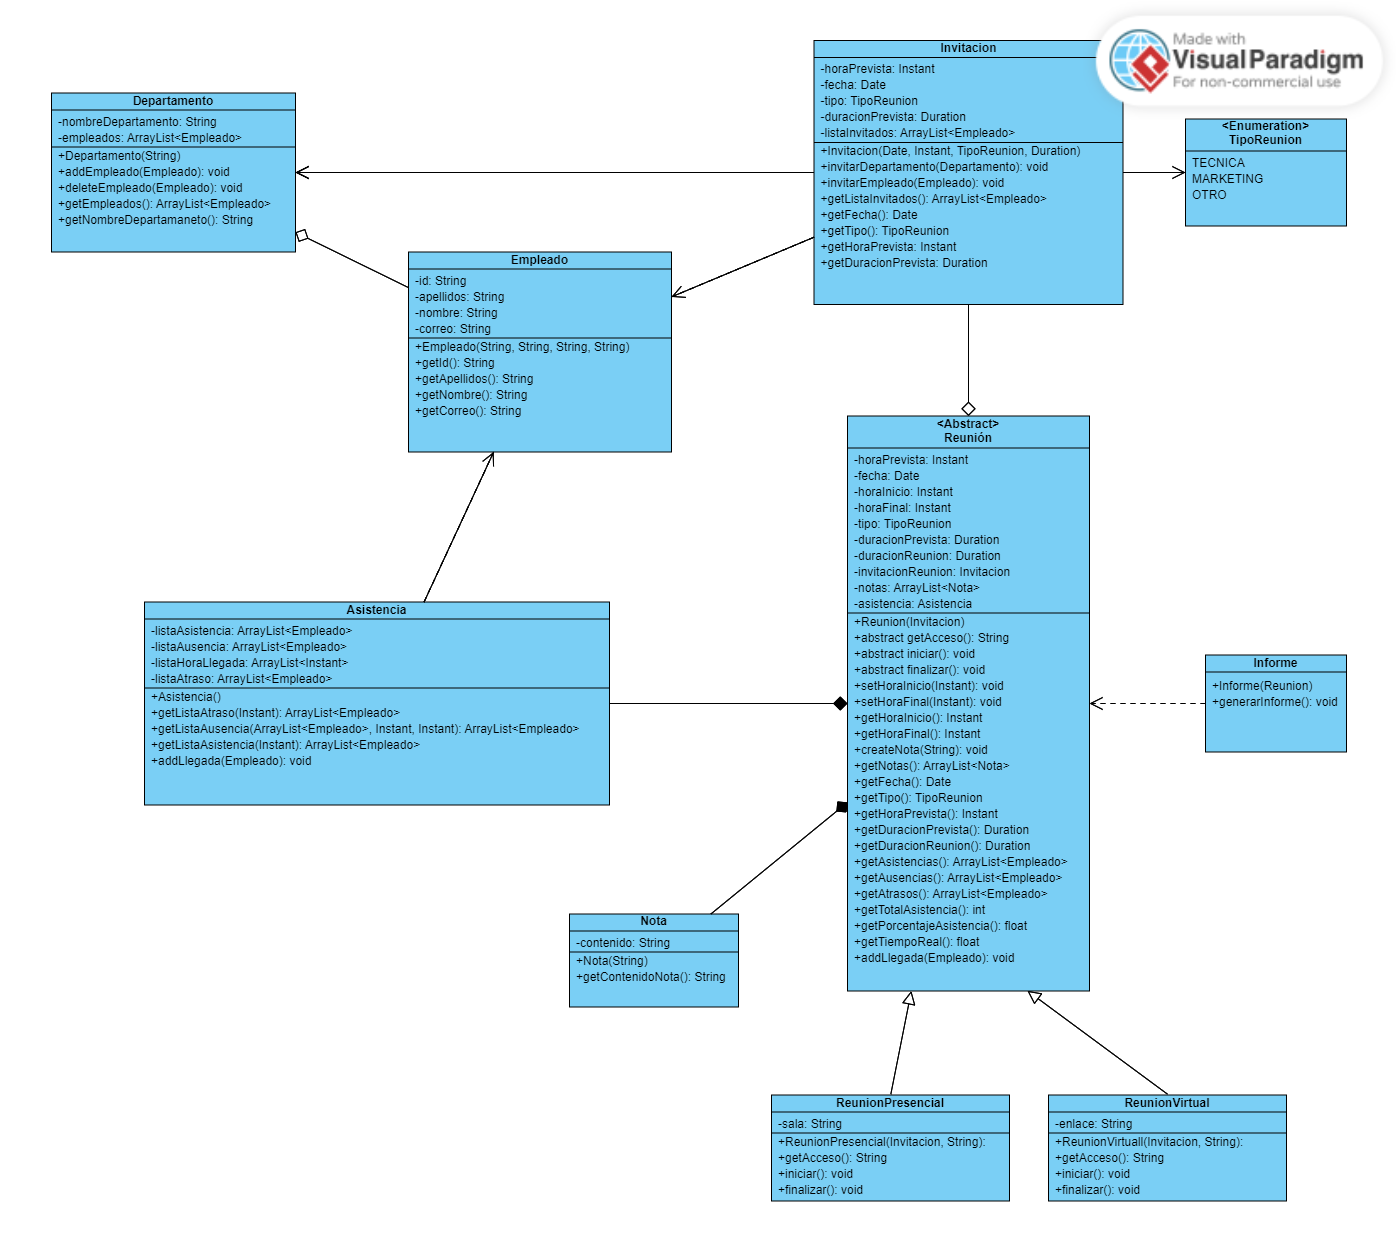 Made with
Visual Paradigm
For non-commercial use
Departamento
-nombreDepartamento: String
-empleados: ArrayList<Empleado>
+Departamento(String)
+addEmpleado(Empleado): void
+deleteEmpleado(Empleado): void
+getEmpleados(): ArrayList<Empleado>
+getNombreDepartamaneto(): String
Invitacion
-horaPrevista: Instant
-fecha: Date
-tipo: TipoReunion
-duracionPrevista: Duration
-listaInvitados: ArrayList<Empleado>
+Invitacion(Date, Instant, TipoReunion, Duration)
+invitarDepartamento(Departamento): void
+invitarEmpleado(Empleado): void
+getListaInvitados(): ArrayList<Empleado>
+getFecha(): Date
+getTipo(): TipoReunion
+getHoraPrevista: Instant
+getDuracionPrevista: Duration
<Enumeration>
TipoReunion
TECNICA
MARKETING
OTRO
Empleado
-id: String
-apellidos: String
-nombre: String
-correo: String
+Empleado(String, String, String, String)
+getId(): String
+getApellidos(): String
+getNombre(): String
+getCorreo(): String
<Abstract>
Reunión
-horaPrevista: Instant
-fecha: Date
-horaInicio: Instant
-horaFinal: Instant
-tipo: TipoReunion
-duracionPrevista: Duration
-duracionReunion: Duration
-invitacionReunion: Invitacion
-notas: ArrayList<Nota>
-asistencia: Asistencia
+Reunion(Invitacion)
+abstract getAcceso(): String
+abstract iniciar(): void
+abstract finalizar(): void
+setHoraInicio(Instant): void
+setHoraFinal(Instant): void
+getHoraInicio(): Instant
+getHoraFinal(): Instant
+createNota(String): void
+getNotas(): ArrayList<Nota>
+getFecha(): Date
+getTipo(): TipoReunion
+getHoraPrevista(): Instant
+getDuracionPrevista(): Duration
+getDuracionReunion(): Duration
+getAsistencias(): ArrayList<Empleado>
+getAusencias(): ArrayList<Empleado>
+getAtrasos(): ArrayList<Empleado>
+getTotalAsistencia(): int
+getPorcentajeAsistencia(): float
+getTiempoReal(): float
+addLlegada(Empleado): void
Asistencia
-listaAsistencia: ArrayList<Empleado>
-listaAusencia: ArrayList<Empleado>
-listaHoraLlegada: ArrayList<Instant>
-listaAtraso: ArrayList<Empleado>
+Asistencia()
+getListaAtraso(Instant): ArrayList<Empleado>
+getListaAusencia(ArrayList<Empleado>, Instant, Instant): ArrayList<Empleado>
+getListaAsistencia(Instant): ArrayList<Empleado>
+addLlegada(Empleado): void
Informe
+Informe(Reunion)
+generarInforme(): void
Nota
-contenido: String
+Nota(String)
+getContenidoNota(): String
ReunionPresencial
-sala: String
+ReunionPresencial(Invitacion, String):
+getAcceso(): String
+iniciar(): void
+finalizar(): void
ReunionVirtual
-enlace: String
+ReunionVirtuall(Invitacion, String):
+getAcceso(): String
+iniciar(): void
+finalizar(): void